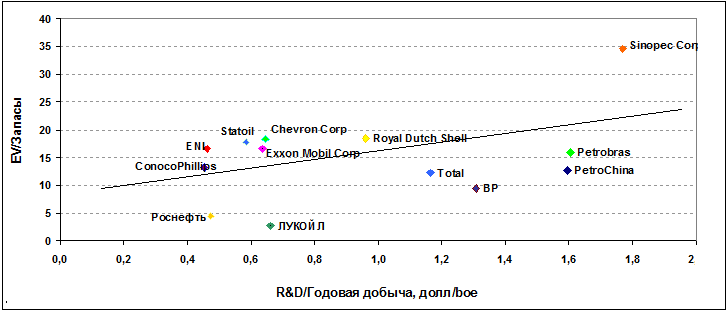 40
35
30
25
20
15
10
5
0
EV/Запасы
Sinopec Corp
Statoil
Chevron Corp
Royal Dutch Shell
ENI
Exxon Mobil Corp
Petrobras
ConocoPhillips
Total
PetroChina
BP
Роснефть
ЛУКОЙЛ
0,0 0,2 0,4 0,6 0,8 1,0 1,2 1,4 1,6 1,8 2
R&D/Годовая добыча, долл/boe